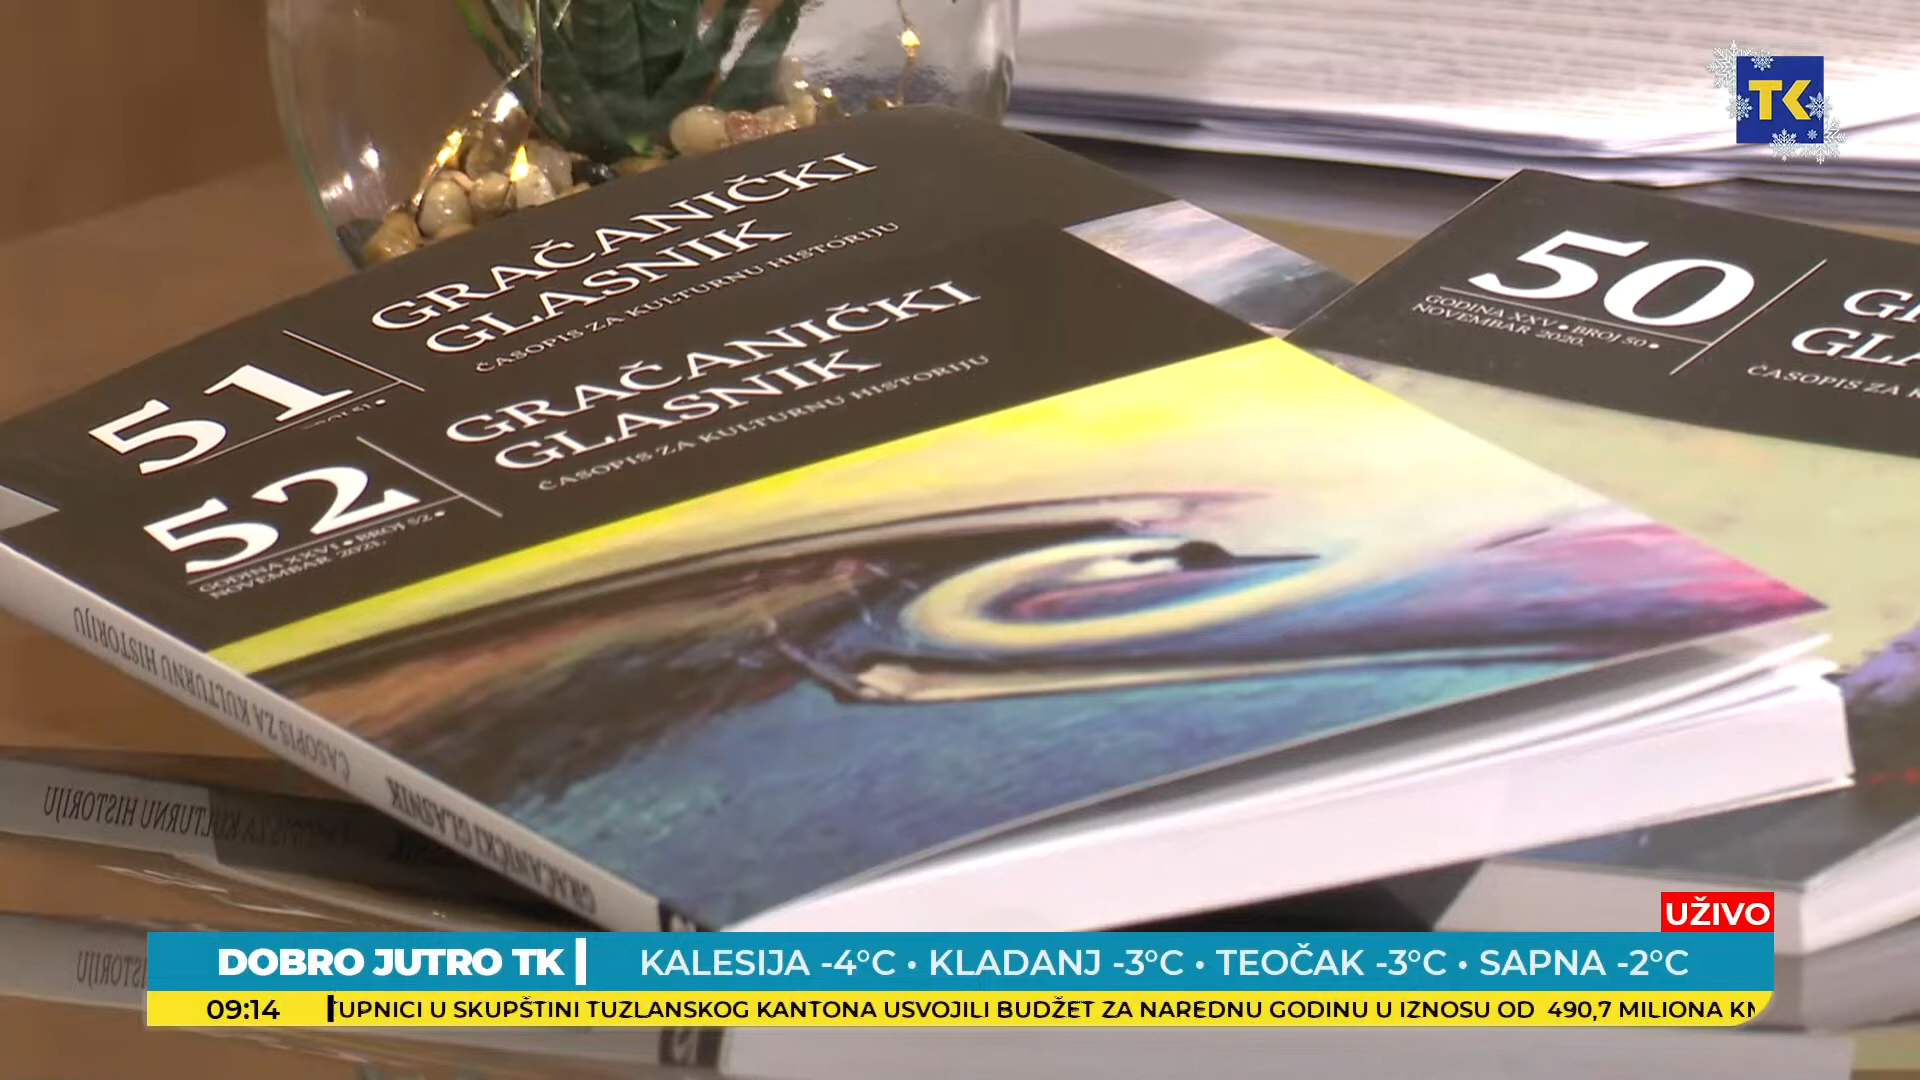 TK
GRAČANIČKI
GLASNIK
ČASOPIS ZA KULTURNU HISTORIJU
51
GRAČANIČKI
GLASNIK
ČASOPIS ZA KULTURNU HISTORIJU
52
GODINA XXVI • BROJ 52 •
NOVEMBAR 2021.
50
GODINA XXV • BROJ 50 •
NOVEMBAR 2020.
ČASOPIS ZA
GRAČANIČKI GLASNIK ČASOPIS ZA KULTURNU HISTORIJU
ČASOPIS ZA KULTURNU HISTORIJU
UŽIVO
DOBRO JUTRO TK
KALESIJA -4°C • KLADANJ -3°C • TEOČAK -3°C • SAPNA -2°C
09:14
TUPNICI U SKUPŠTINI TUZLANSKOG KANTONA USVOJILI BUDŽET ZA NAREDNU GODINU U IZNOSU OD 490,7 MILIONA KM